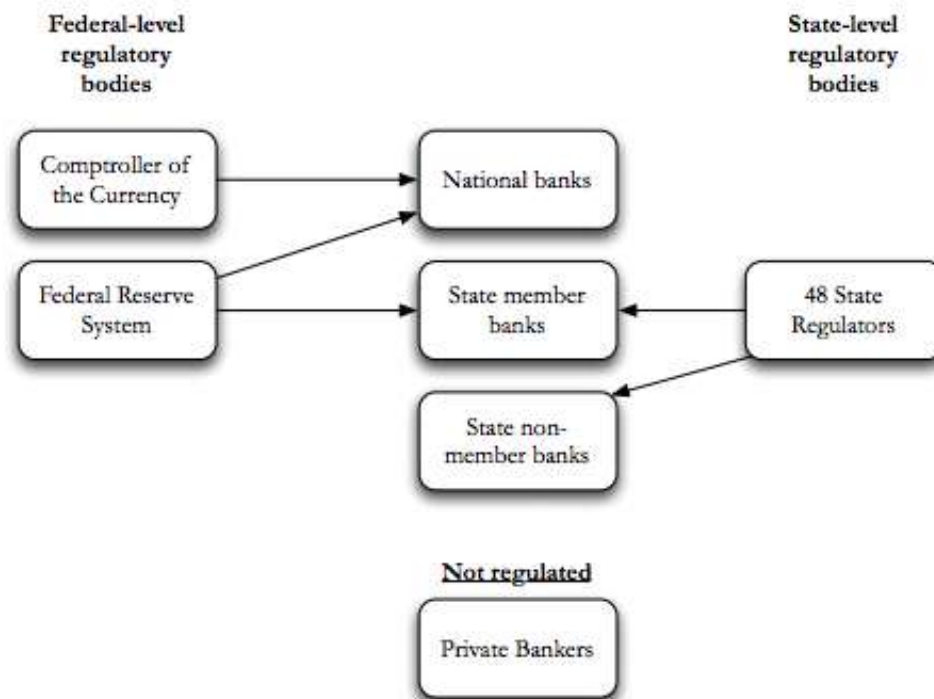 Federal-level
regulatory
bodies
State-level
regulatory
bodies
Comptroller of
the Currency
National banks
Federal Reserve
System
State member
banks
48 State
Regulators
State non-
member banks
Not regulated
Private Bankers